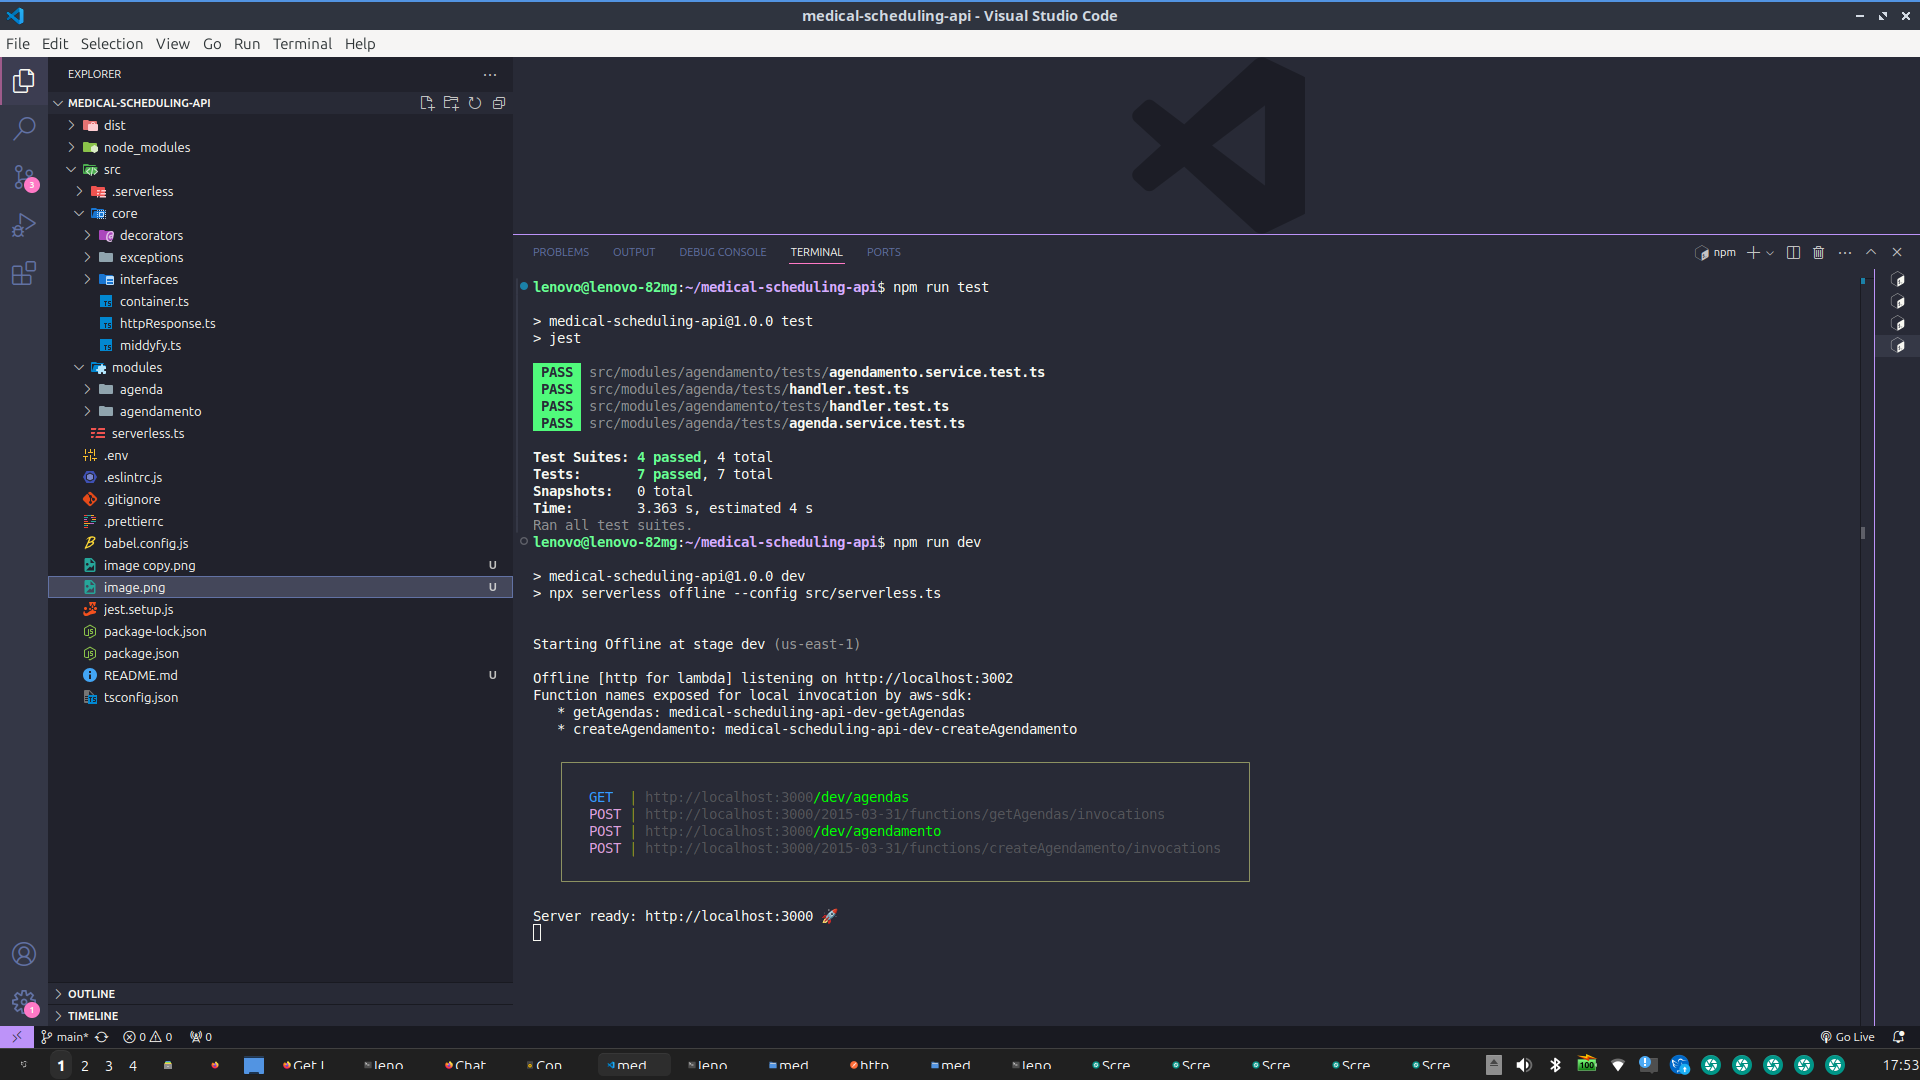 medical-scheduling-api - Visual Studio Code
File Edit Selection View Go Run Terminal Help
EXPLORER
MEDICAL-SCHEDULING-API
dist
node_modules
src
.serverless
core
decorators
exceptions
interfaces
container.ts
httpResponse.ts
middyfy.ts
modules
agenda
agendamento
serverless.ts
.env
.eslintrc.js
.gitignore
.prettierrc
babel.config.js
image copy.png U
image.png U
jest.setup.js
package-lock.json
package.json
README.md U
tsconfig.json
OUTLINE
TIMELINE
3
1
PROBLEMS OUTPUT DEBUG CONSOLE TERMINAL PORTS
npm
lenovo@lenovo-82mg:~/medical-scheduling-api$ npm run test
> medical-scheduling-api@1.0.0 test
> jest
PASS src/modules/agendamento/tests/agendamento.service.test.ts
PASS src/modules/agenda/tests/handler.test.ts
PASS src/modules/agendamento/tests/handler.test.ts
PASS src/modules/agenda/tests/agenda.service.test.ts
Test Suites: 4 passed, 4 total
Tests: 7 passed, 7 total
Snapshots: 0 total
Time: 3.363 s, estimated 4 s
Ran all test suites.
lenovo@lenovo-82mg:~/medical-scheduling-api$ npm run dev
> medical-scheduling-api@1.0.0 dev
> npx serverless offline --config src/serverless.ts
Starting Offline at stage dev (us-east-1)
Offline [http for lambda] listening on http://localhost:3002
Function names exposed for local invocation by aws-sdk:
* getAgendas: medical-scheduling-api-dev-getAgendas
* createAgendamento: medical-scheduling-api-dev-createAgendamento
GET | http://localhost:3000/dev/agendas
POST | http://localhost:3000/2015-03-31/functions/getAgendas/invocations
POST | http://localhost:3000/dev/agendamento
POST | http://localhost:3000/2015-03-31/functions/createAgendamento/invocations
Server ready: http://localhost:3000 🚀
main* 0 0 0 Go Live
1 2 3 4 Get I leno Chat Con med leno med http med leno Scre Scre Scre Scre Scre 100 17:53